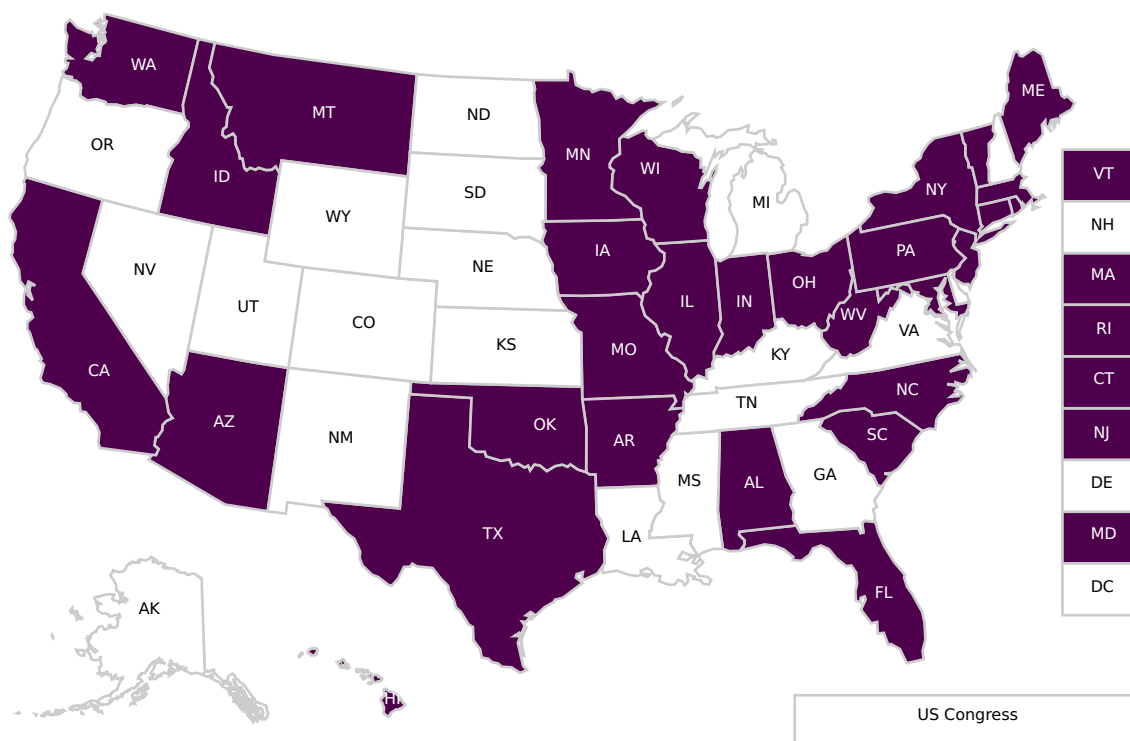 WA
ME
MT
ND
OR
MN
WI
VT
ID
SD
NY
MI
WY
NH
IA
PA
NV
NE
MA
UT
OH
IL
IN
WV
CO
RI
VA
KS
MO
KY
CA
CT
NC
TN
AZ
OK
NM
AR
SC
NJ
MS
AL
GA
DE
TX
LA
MD
DC
FL
AK
HI
US Congress